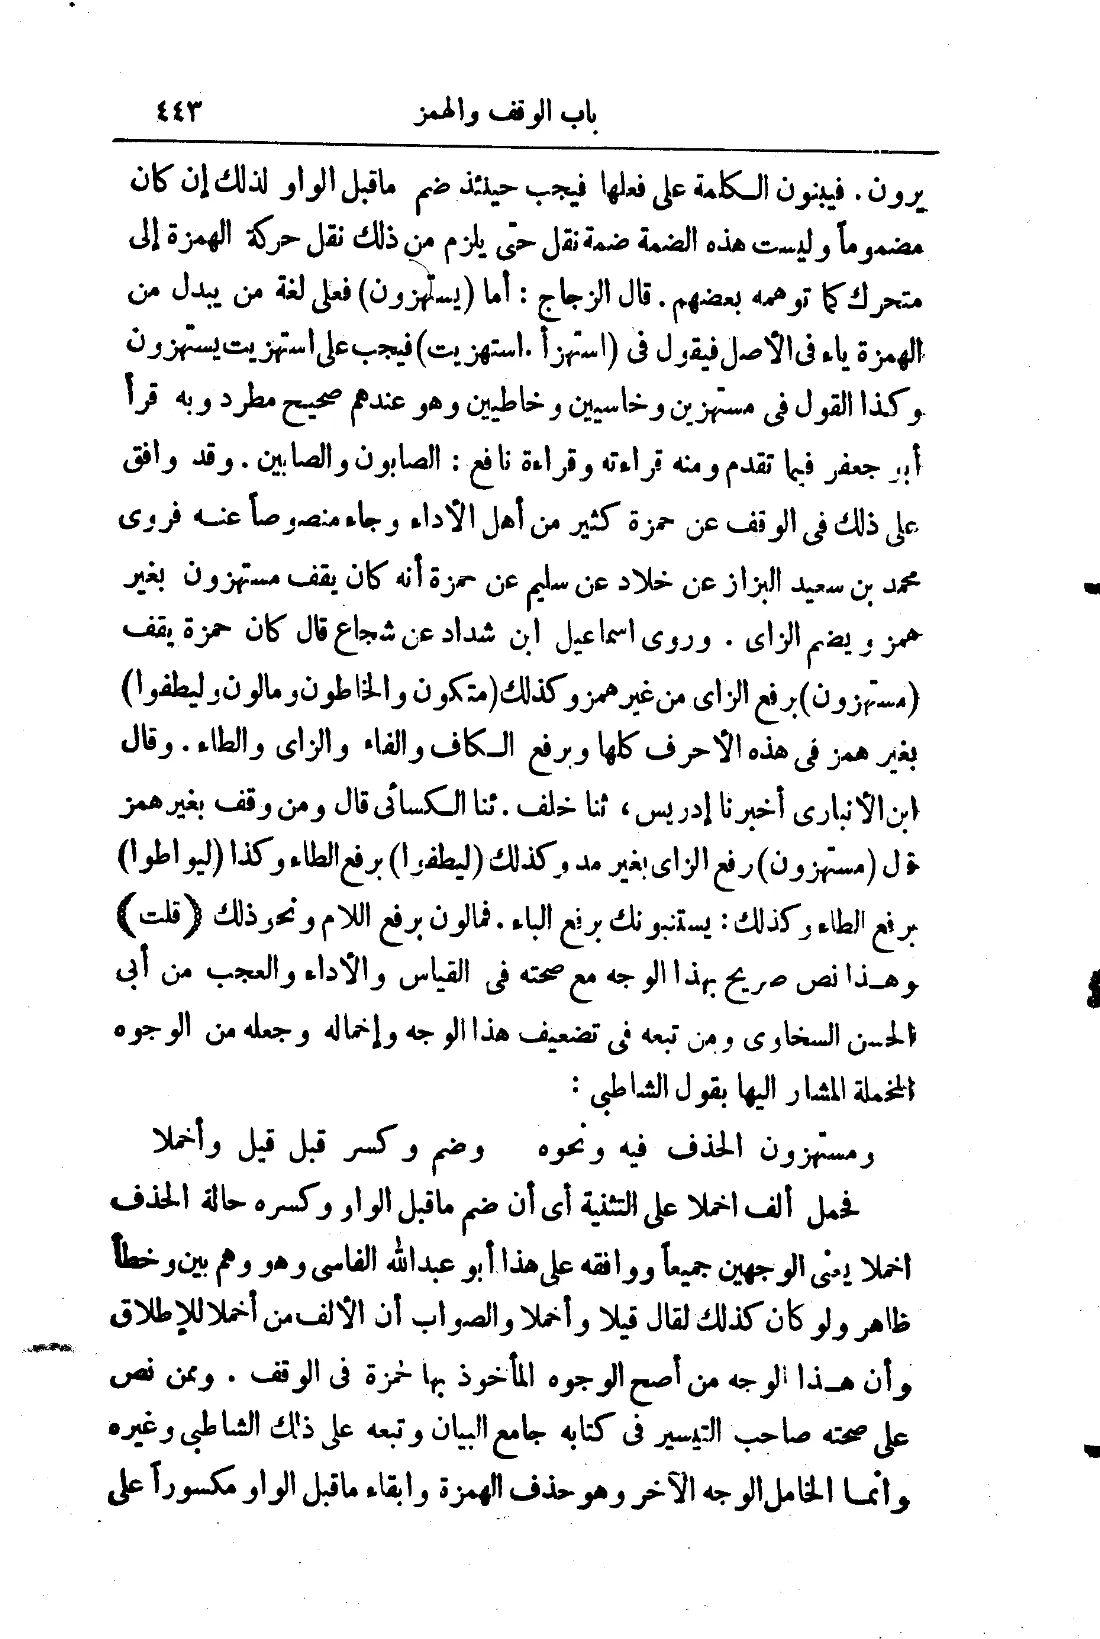 باب الوقف والهمز ٤٤٣
يرون. فيبنون الكلمة على فعلها فيجب حينئذ ضم ماقبل الواو لذلك إن كان
مضموماً وليست هذه الضمة ضمة نقل حتى يلزم من ذلك نقل حركة الهمزة إلى
متحرك كما توهمه بعضهم. قال الزجاج: أما (يستهزون) فعلى لغة من يبدل من
الهمزة ياء فى الأصل فيقول فى (استهزأ. استهزيت) فيجب على استهزيت يستهزون
وكذا القول فى مستهزين وخاسيين وخاطيين وهو عندهم صحيح مطرد وبه قرأ
أبو جعفر فيما تقدم ومنه قراءته وقراءة نافع: الصابون والصابين. وقد وافق
على ذلك فى الوقف عن حمزة كثير من أهل الأداء وجاء منصوصاً عنه فروى
محمد بن سعيد البزاز عن خلاد عن سليم عن حمزة أنه كان يقف مستهزون بغير
همز ويضم الزاى. وروى اسماعيل ابن شداد عن شجاع قال كان حمزة يقف
(مستهزون) برفع الزاى من غير همز وكذلك (متكون والخاطون ومالون وليطفوا)
بغير همز فى هذه الأحرف كلها وبرفع الكاف والفاء والزاى والطاء. وقال
ابن الأنبارى أخبرنا إدريس، ثنا خلف. ثنا الكسائى قال ومن وقف بغير همز
قال (مستهزون) رفع الزاى بغير مد وكذلك (ليطفوا) برفع الطاء وكذا (ليواطوا)
برفع الطاء وكذلك: يستنبونك برفع الباء. فمالون برفع اللام ونحو ذلك (قلت)
وهذا نص صريح بهذا الوجه مع صحته فى القياس والأداء والعجب من أبى
الحسن السخاوى ومن تبعه فى تضعيف هذا الوجه وإخماله وجعله من الوجوه
المخملة المشار اليها بقول الشاطبى:
ومستهزون الحذف فيه ونحوه وضم وكسر قبل قيل وأخملا
فحمل ألف اخملا على التثنية أى أن ضم ماقبل الواو وكسره حالة الحذف
اخملا يعنى الوجهين جميعاً ووافقه على هذا أبو عبدالله الفاسى وهو وهم بين وخطأ
ظاهر ولو كان كذلك لقال قيلا وأخملا والصواب أن الألف من أخملا للإطلاق
وأن هذا الوجه من أصح الوجوه المأخوذ بها لحمزة فى الوقف. وممن نص
على صحته صاحب التيسير فى كتابه جامع البيان وتبعه على ذلك الشاطبى وغيره
وأنما الخامل الوجه الآخر وهو حذف الهمزة وابقاء ماقبل الواو مكسوراً على